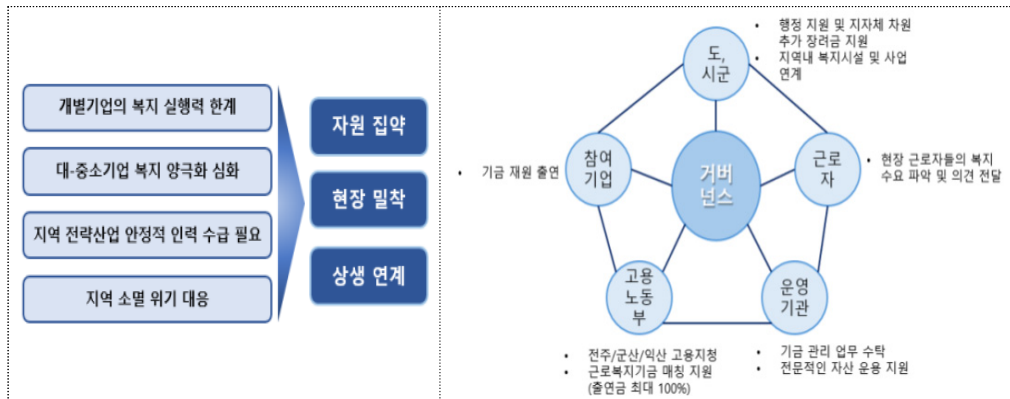 개별기업의 복지 실행력 한계
대-중소기업 복지 양극화 심화
지역 전략산업 안정적 인력 수급 필요
지역 소멸 위기 대응
자원 집약
현장 밀착
상생 연계
도,
시군
• 행정 지원 및 지자체 차원
추가 장려금 지원
• 지역내 복지시설 및 사업
연계
참여
기업
• 기금 재원 출연
거버
넌스
근로
자
• 현장 근로자들의 복지
수요 파악 및 의견 전달
고용
노동
부
• 전주/군산/익산 고용지청
• 근로복지기금 매칭 지원
(출연금 최대 100%)
운영
기관
• 기금 관리 업무 수탁
• 전문적인 자산 운용 지원